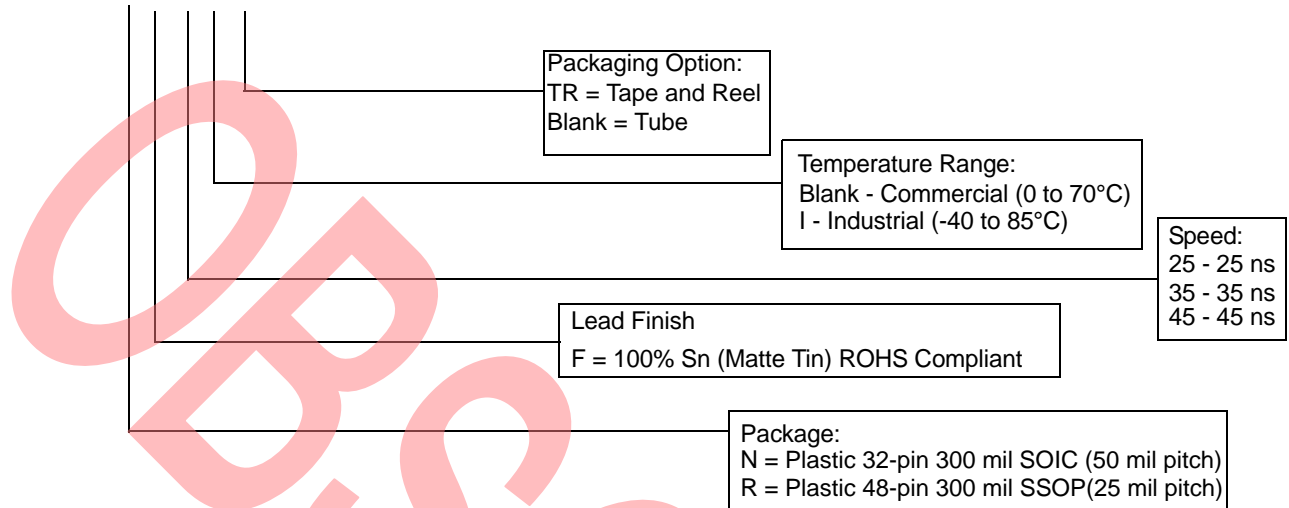 Packaging Option:
TR = Tape and Reel
Blank = Tube
Temperature Range:
Blank - Commercial (0 to 70°C)
I - Industrial (-40 to 85°C)
Speed:
25 - 25 ns
35 - 35 ns
45 - 45 ns
Lead Finish
F = 100% Sn (Matte Tin) ROHS Compliant
Package:
N = Plastic 32-pin 300 mil SOIC (50 mil pitch)
R = Plastic 48-pin 300 mil SSOP(25 mil pitch)